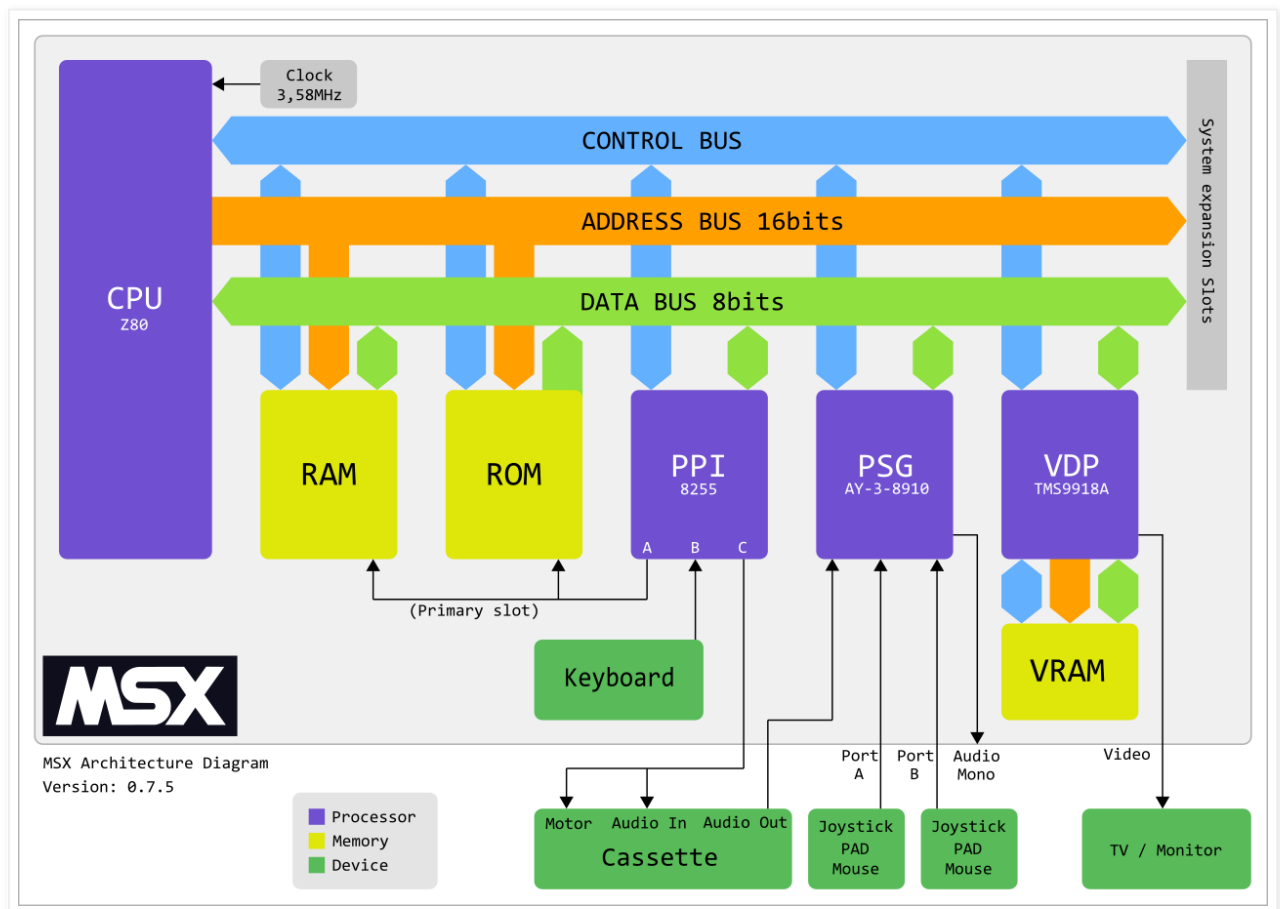 Clock
3,58MHz
CONTROL BUS
ADDRESS BUS 16bits
DATA BUS 8bits
System expansion Slots
CPU
Z80
RAM
ROM
PPI
8255
A B C
PSG
AY-3-8910
VDP
TMS9918A
(Primary slot)
Keyboard
VRAM
MSX
MSX Architecture Diagram
Version: 0.7.5
Port
A
Port
B
Audio
Mono
Video
Processor
Memory
Device
Motor Audio In Audio Out
Cassette
Joystick
PAD
Mouse
Joystick
PAD
Mouse
TV / Monitor